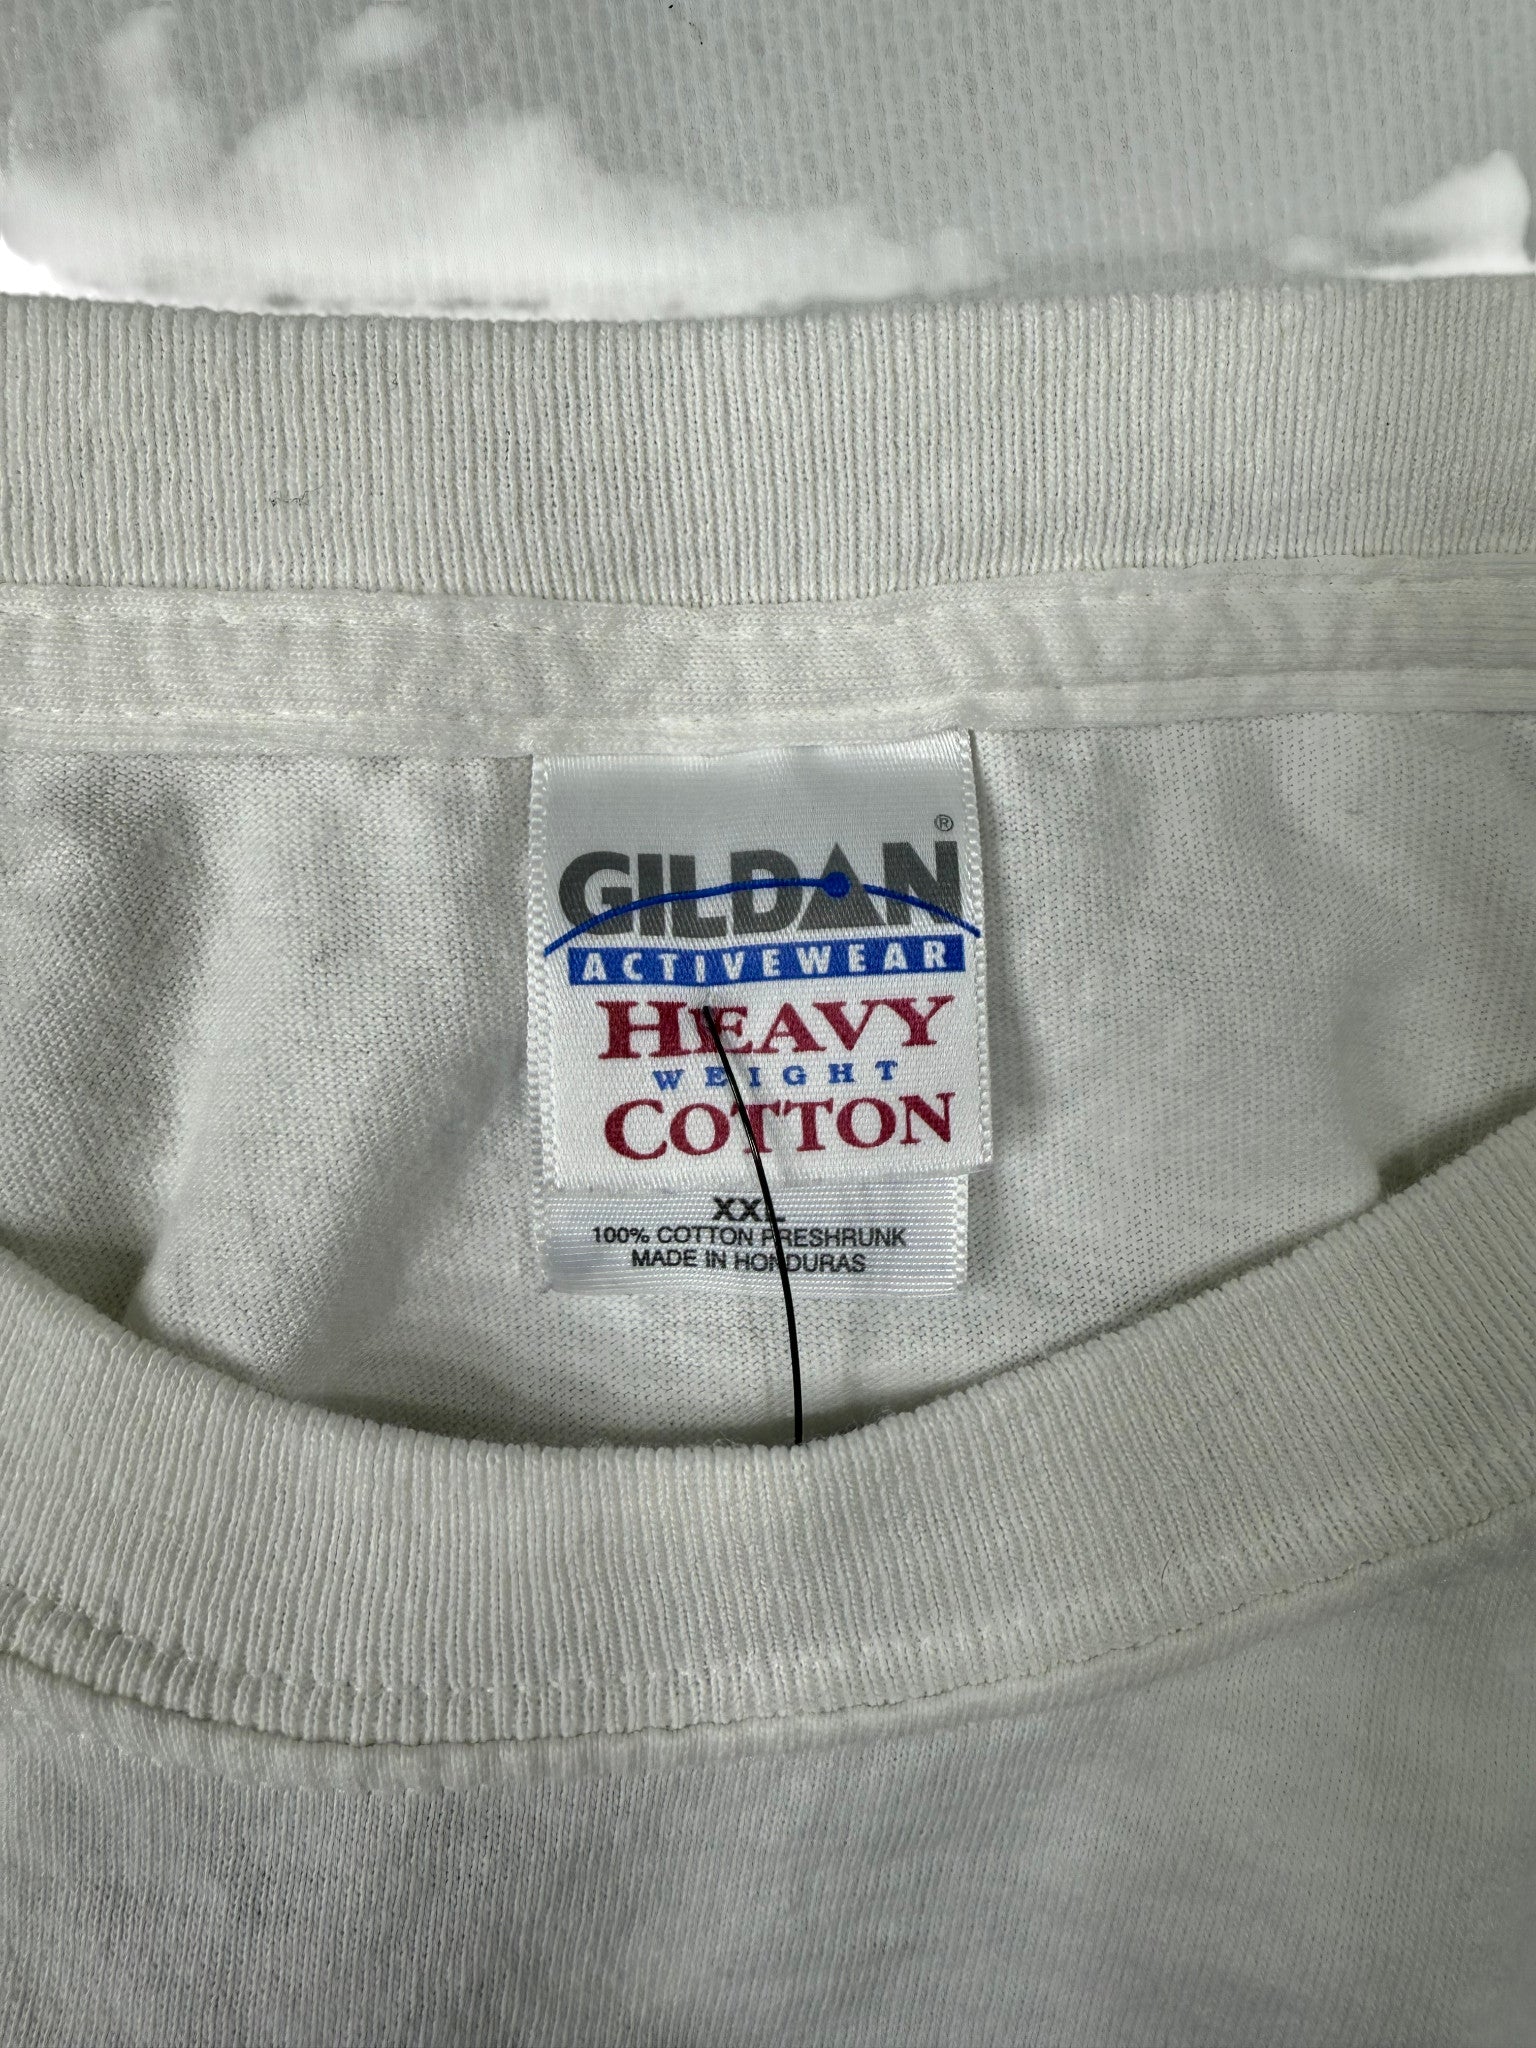 GILDAN®
ACTIVEWEAR
HEAVY
WEIGHT
COTTON
XXL
100% COTTON PRESHRUNK
MADE IN HONDURAS